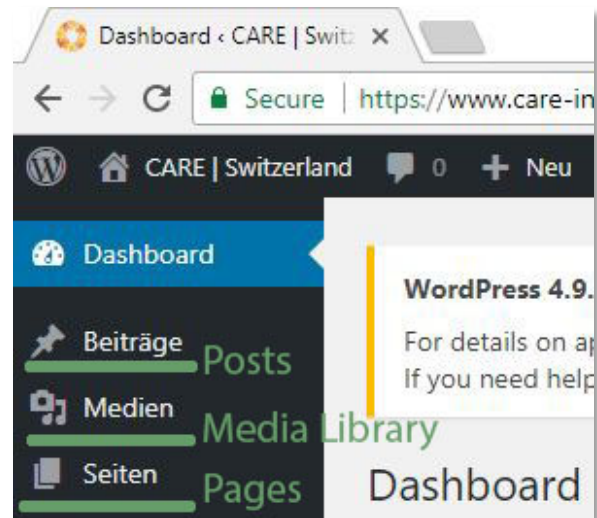 Dashboard ‹ CARE | Swit
Secure | https://www.care-in
CARE | Switzerland 0 + Neu
Dashboard
WordPress 4.9.
Beiträge Posts
For details on a
If you need help
Medien Media Library
Seiten Pages
Dashboard